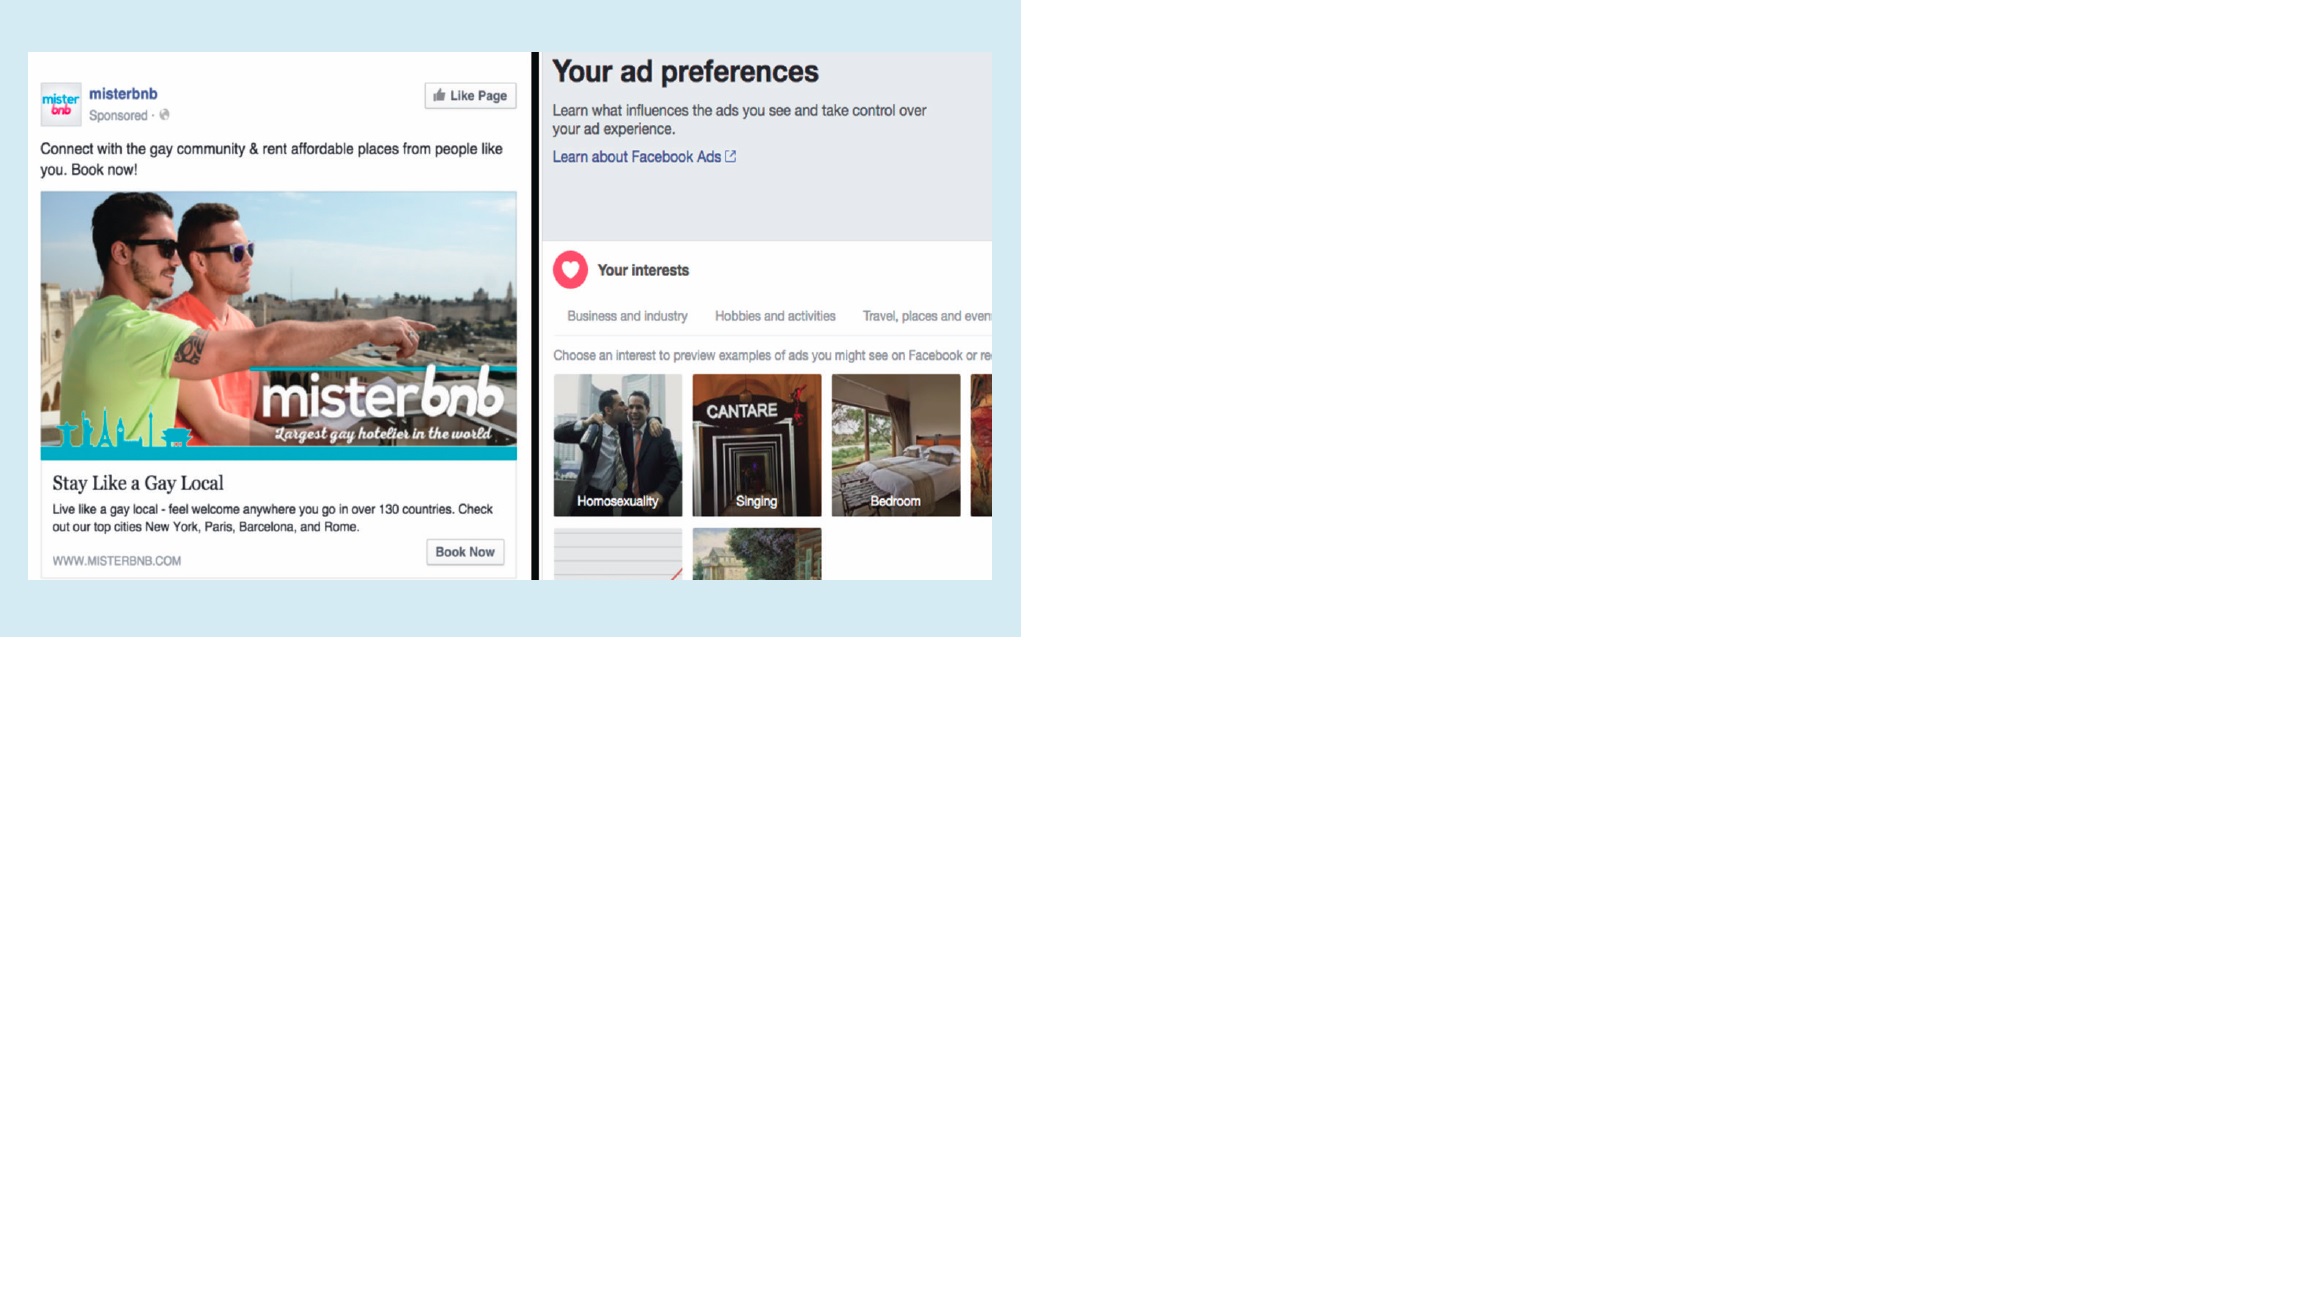 mister
bnb
misterbnb
Sponsored ·
Like Page
Connect with the gay community & rent affordable places from people like
you. Book now!
misterbnb
Largest gay hotelier in the world
Stay Like a Gay Local
Live like a gay local - feel welcome anywhere you go in over 130 countries. Check
out our top cities New York, Paris, Barcelona, and Rome.
WWW.MISTERBNB.COM
Book Now
Your ad preferences
Learn what influences the ads you see and take control over
your ad experience.
Learn about Facebook Ads
Your interests
Business and industry Hobbies and activities Travel, places and even
Choose an interest to preview examples of ads you might see on Facebook or re
CANTARE
Homosexuality Singing Bedroom